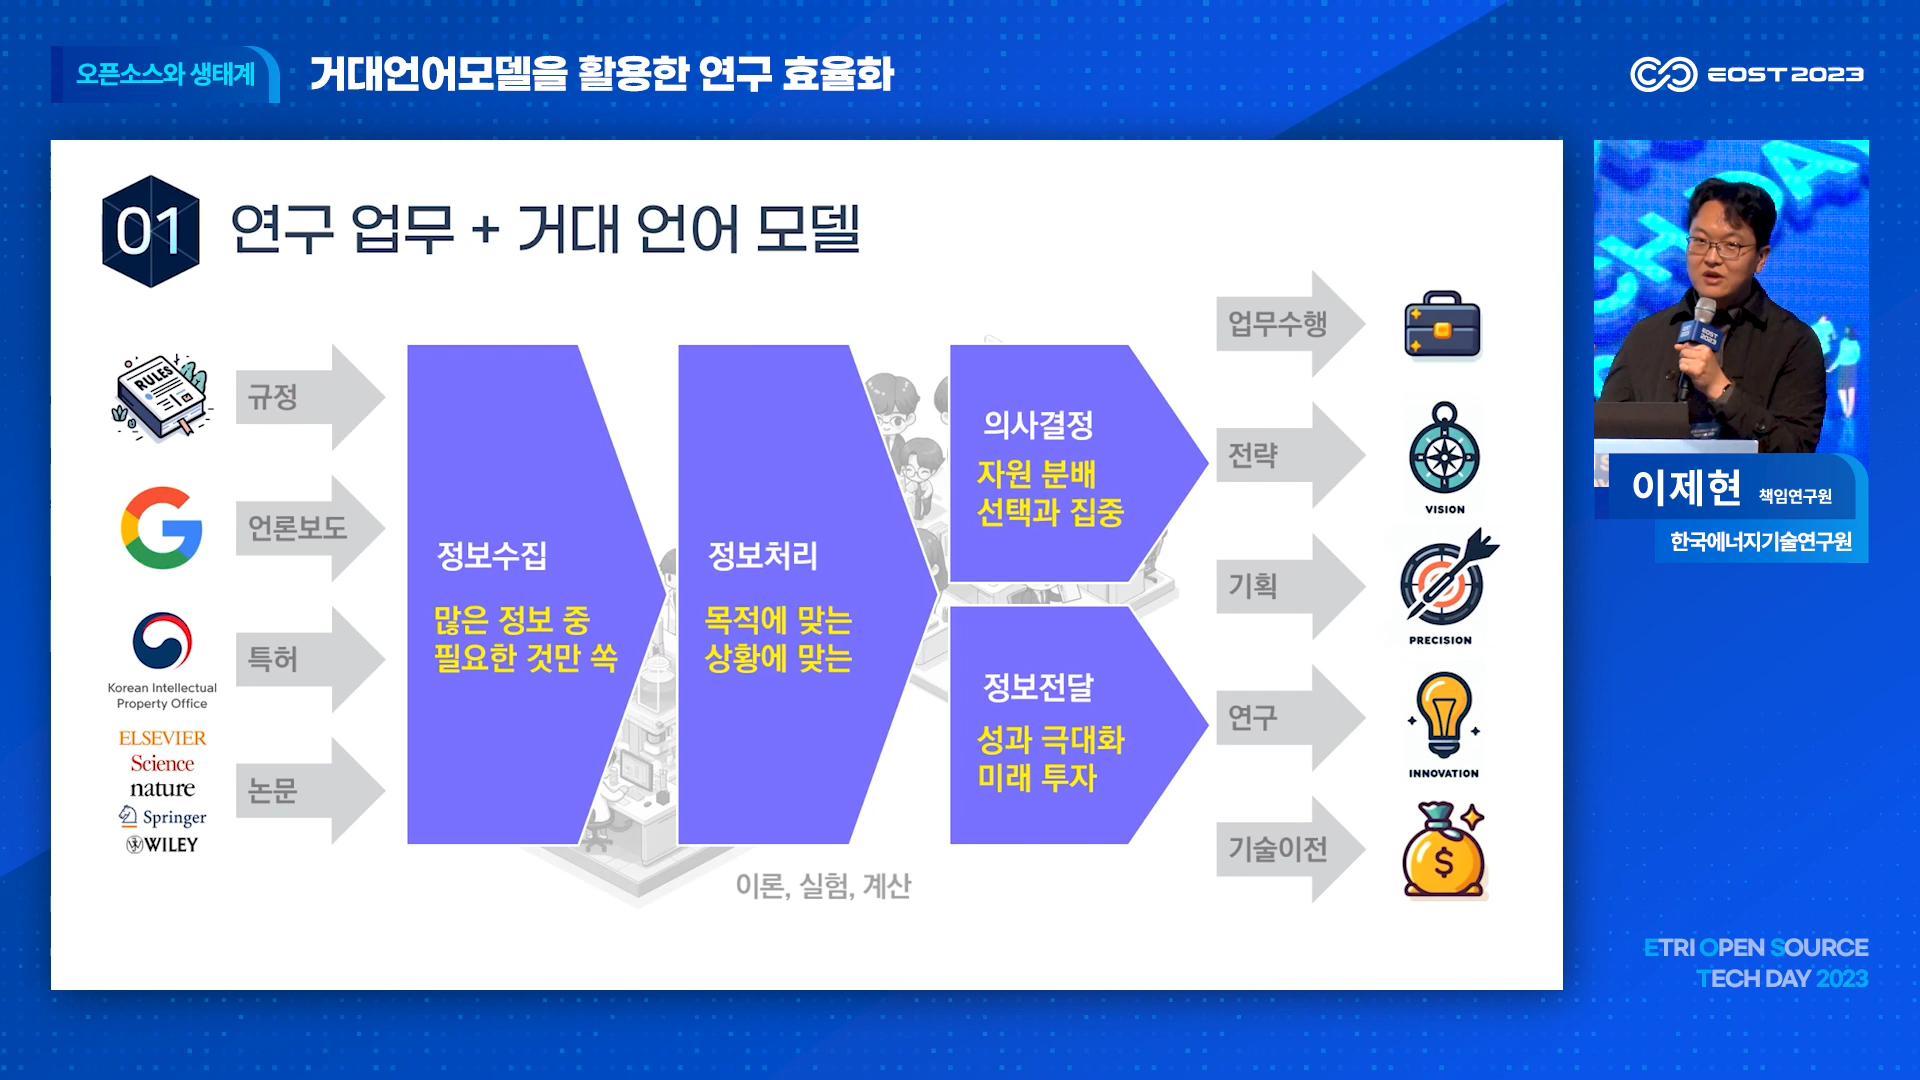 오픈소스와 생태계
거대언어모델을 활용한 연구 효율화
EOST 2023
01
연구 업무 + 거대 언어 모델
RULES
규정
언론보도
Korean Intellectual
Property Office
특허
ELSEVIER
Science
nature
Springer
WILEY
논문
정보수집
많은 정보 중
필요한 것만 쏙
정보처리
목적에 맞는
상황에 맞는
의사결정
자원 분배
선택과 집중
정보전달
성과 극대화
미래 투자
이론, 실험, 계산
업무수행
전략
VISION
기획
PRECISION
연구
INNOVATION
기술이전
$
EOST
2023
이제현 책임연구원
한국에너지기술연구원
ETRI OPEN SOURCE
TECH DAY 2023